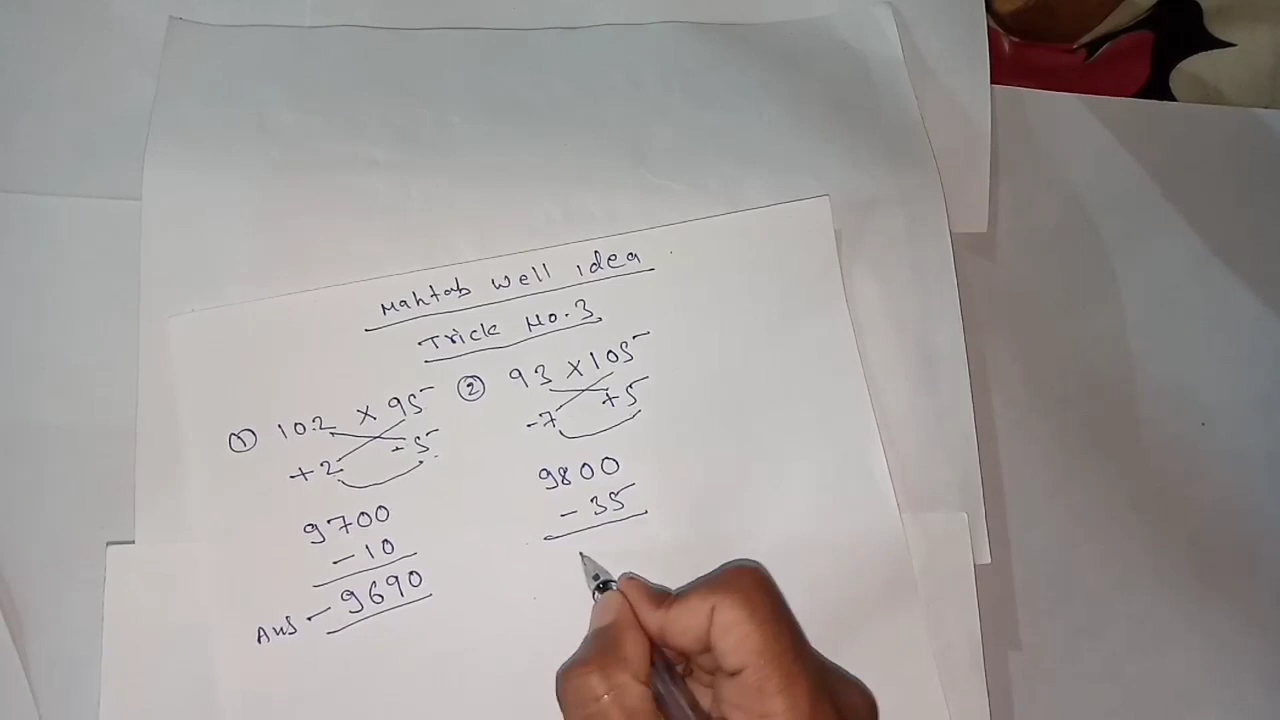 Mahtab Well idea
Trick No.3
① 102 × 95
+2 -5
9700
-10
Ans - 9690
② 93 × 105
-7 +5
9800
- 35